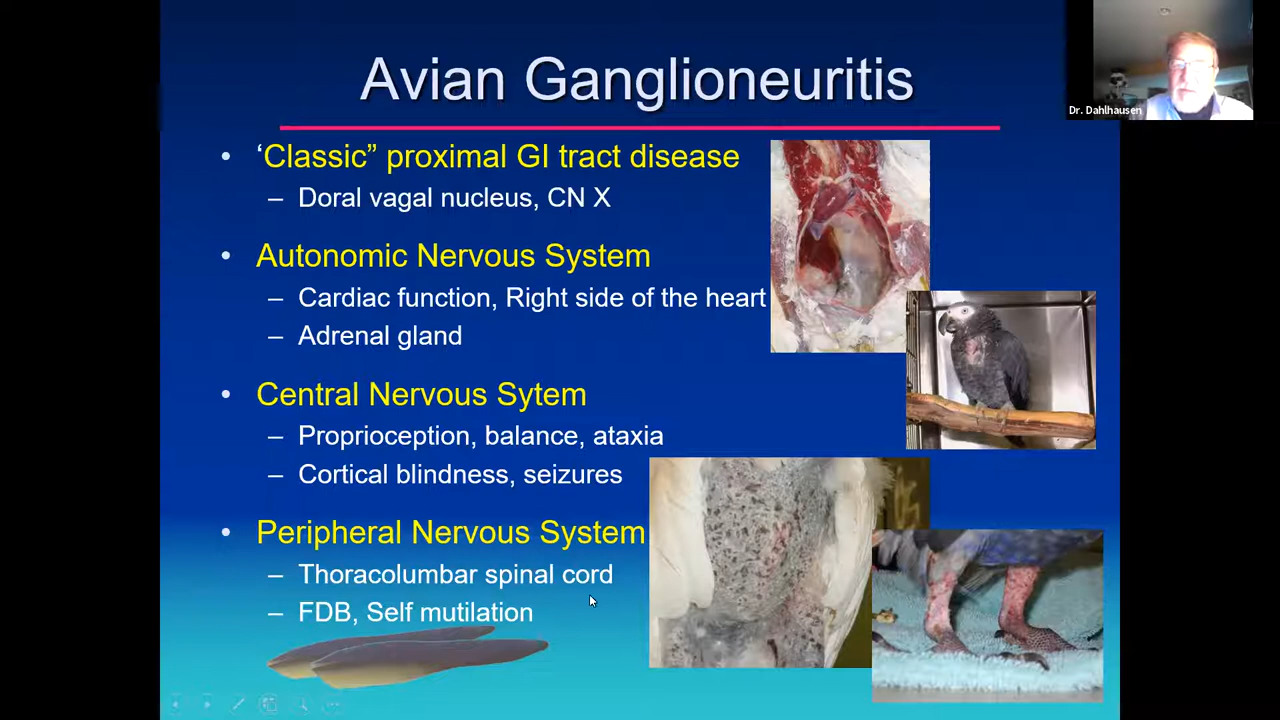 Avian Ganglioneuritis
Dr. Dahlhausen
• ‘Classic” proximal GI tract disease
– Doral vagal nucleus, CN X
• Autonomic Nervous System
– Cardiac function, Right side of the heart
– Adrenal gland
• Central Nervous Sytem
– Proprioception, balance, ataxia
– Cortical blindness, seizures
• Peripheral Nervous System
– Thoracolumbar spinal cord
– FDB, Self mutilation